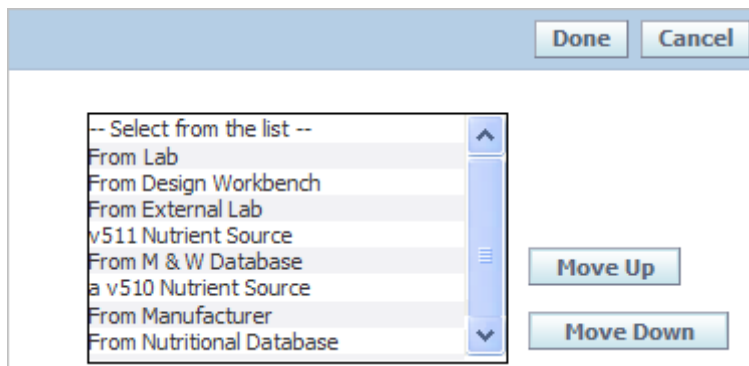 Done Cancel
-- Select from the list --
From Lab
From Design Workbench
From External Lab
v511 Nutrient Source
From M & W Database
a v510 Nutrient Source
From Manufacturer
From Nutritional Database
Move Up
Move Down